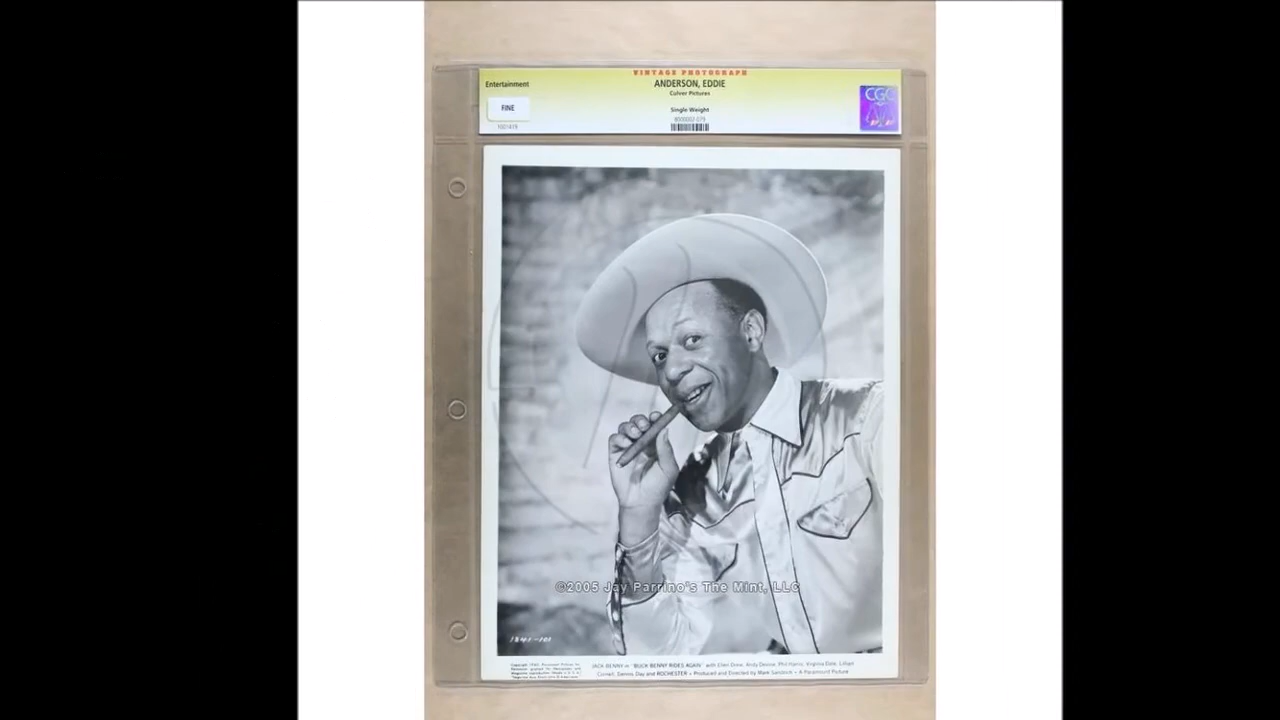 VINTAGE PHOTOGRAPH
Entertainment
ANDERSON, EDDIE
Culver Pictures
FINE
Single Weight
CGC
©2005 Jay Parrino's The Mint, LLC
JACK BENNY in "BUCK BENNY RIDES AGAIN" with Ellen Drew, Andy Devine, Phil Harris, Virginia Dale, Lillian
Cornell, Dennis Day and ROCHESTER • Produced and Directed by Mark Sandrich • A Paramount Picture